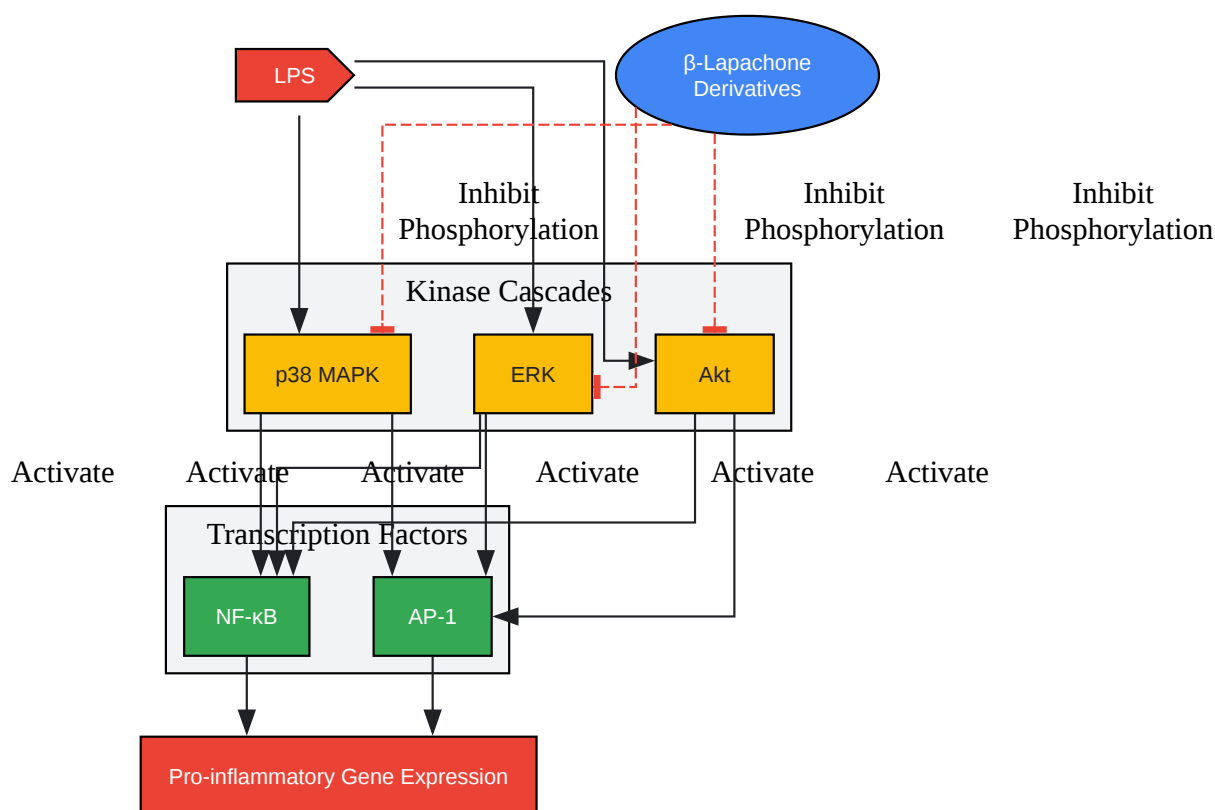 LPS
β-Lapachone
Derivatives
Inhibit
Phosphorylation
Inhibit
Phosphorylation
Inhibit
Phosphorylation
Kinase Cascades
p38 MAPK
ERK
Akt
Activate
Activate
Activate
Activate
Activate
Activate
Transcription Factors
NF-κB
AP-1
Pro-inflammatory Gene Expression